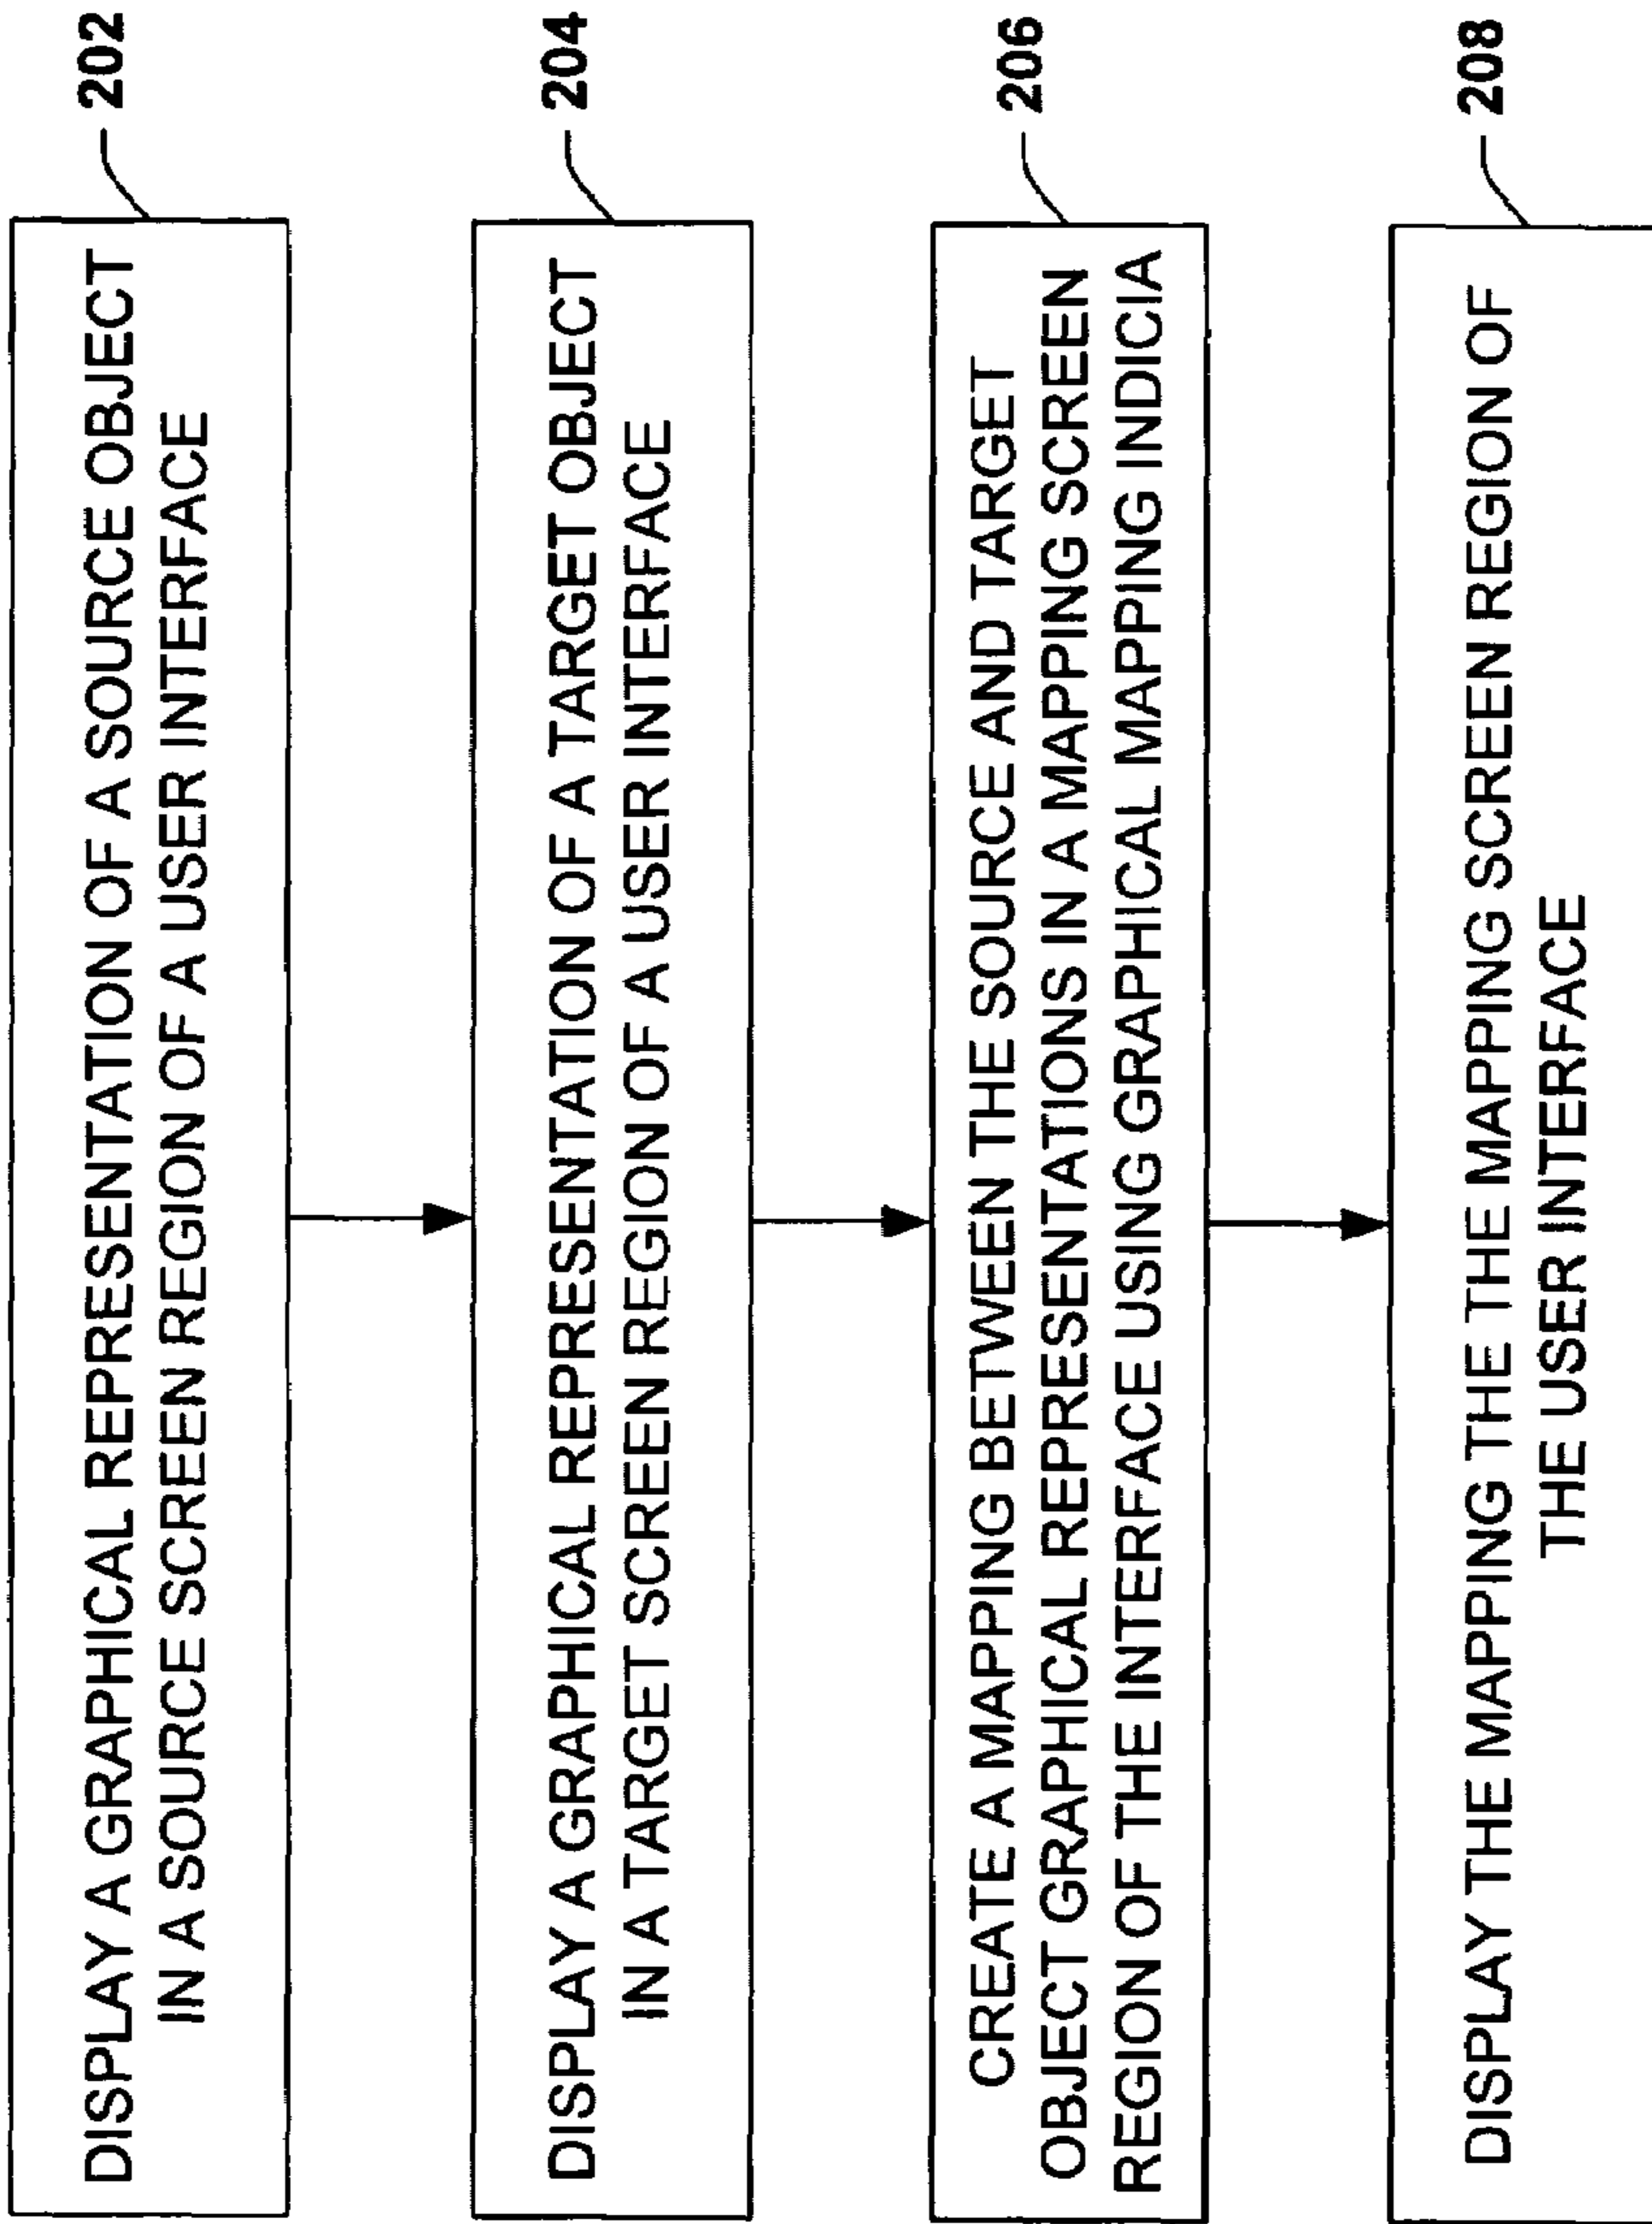 DISPLAY A GRAPHICAL REPRESENTATION OF A SOURCE OBJECT
IN A SOURCE SCREEN REGION OF A USER INTERFACE
202
DISPLAY A GRAPHICAL REPRESENTATION OF A TARGET OBJECT
IN A TARGET SCREEN REGION OF A USER INTERFACE
204
CREATE A MAPPING BETWEEN THE SOURCE AND TARGET
OBJECT GRAPHICAL REPRESENTATIONS IN A MAPPING SCREEN
REGION OF THE INTERFACE USING GRAPHICAL MAPPING INDICIA
206
DISPLAY THE MAPPING THE THE MAPPING SCREEN REGION OF
THE USER INTERFACE
208